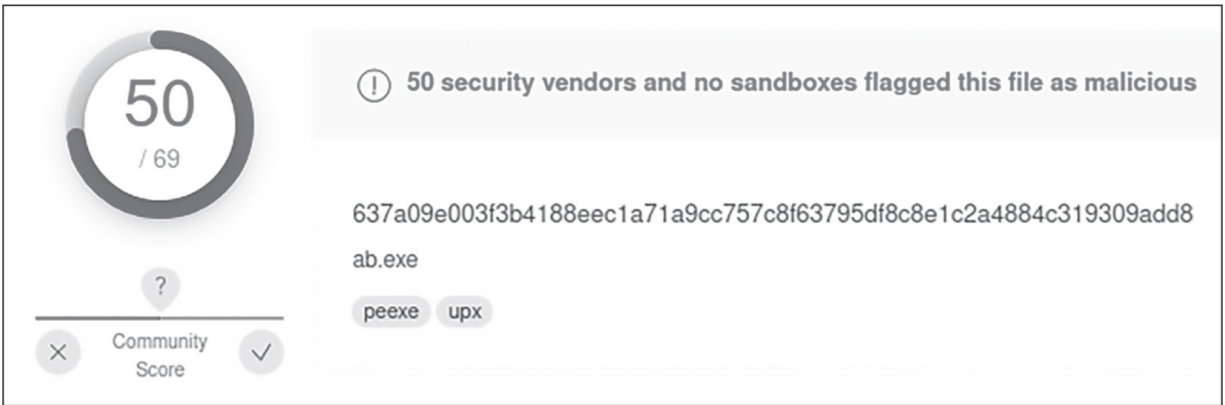 50
/ 69
?
Community
Score
50 security vendors and no sandboxes flagged this file as malicious
637a09e003f3b4188eec1a71a9cc757c8f63795df8c8e1c2a4884c319309add8
ab.exe
peexe upx